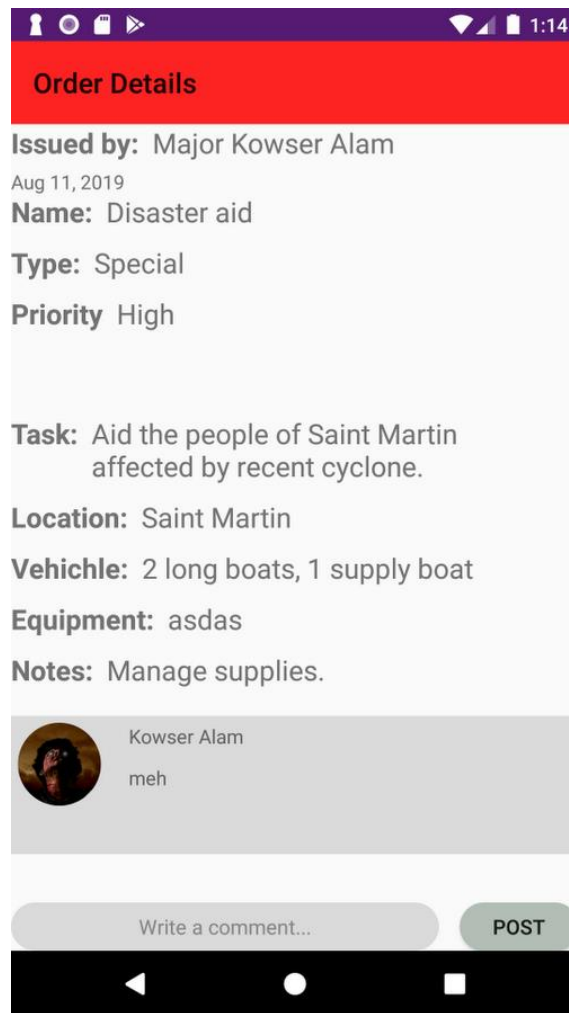 1:14
Order Details
Issued by: Major Kowser Alam
Aug 11, 2019
Name: Disaster aid
Type: Special
Priority High
Task: Aid the people of Saint Martin
affected by recent cyclone.
Location: Saint Martin
Vehichle: 2 long boats, 1 supply boat
Equipment: asdas
Notes: Manage supplies.
Kowser Alam
meh
Write a comment...
POST